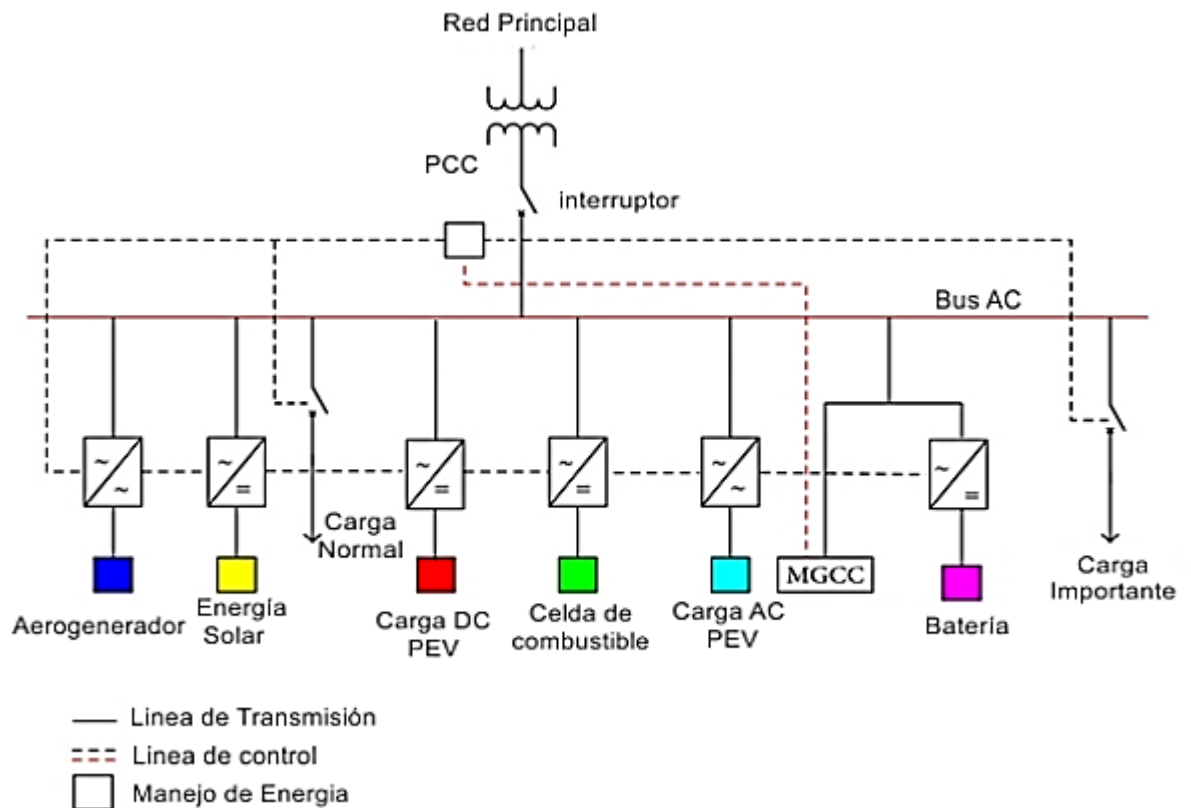 Red Principal
PCC
interruptor
Bus AC
~
~
~
=
~
=
~
=
~
~
~
=
Carga
Normal
MGCC
Aerogenerador
Energía
Solar
Carga DC
PEV
Celda de
combustible
Carga AC
PEV
Batería
Carga
Importante
Linea de Transmisión
Linea de control
Manejo de Energia